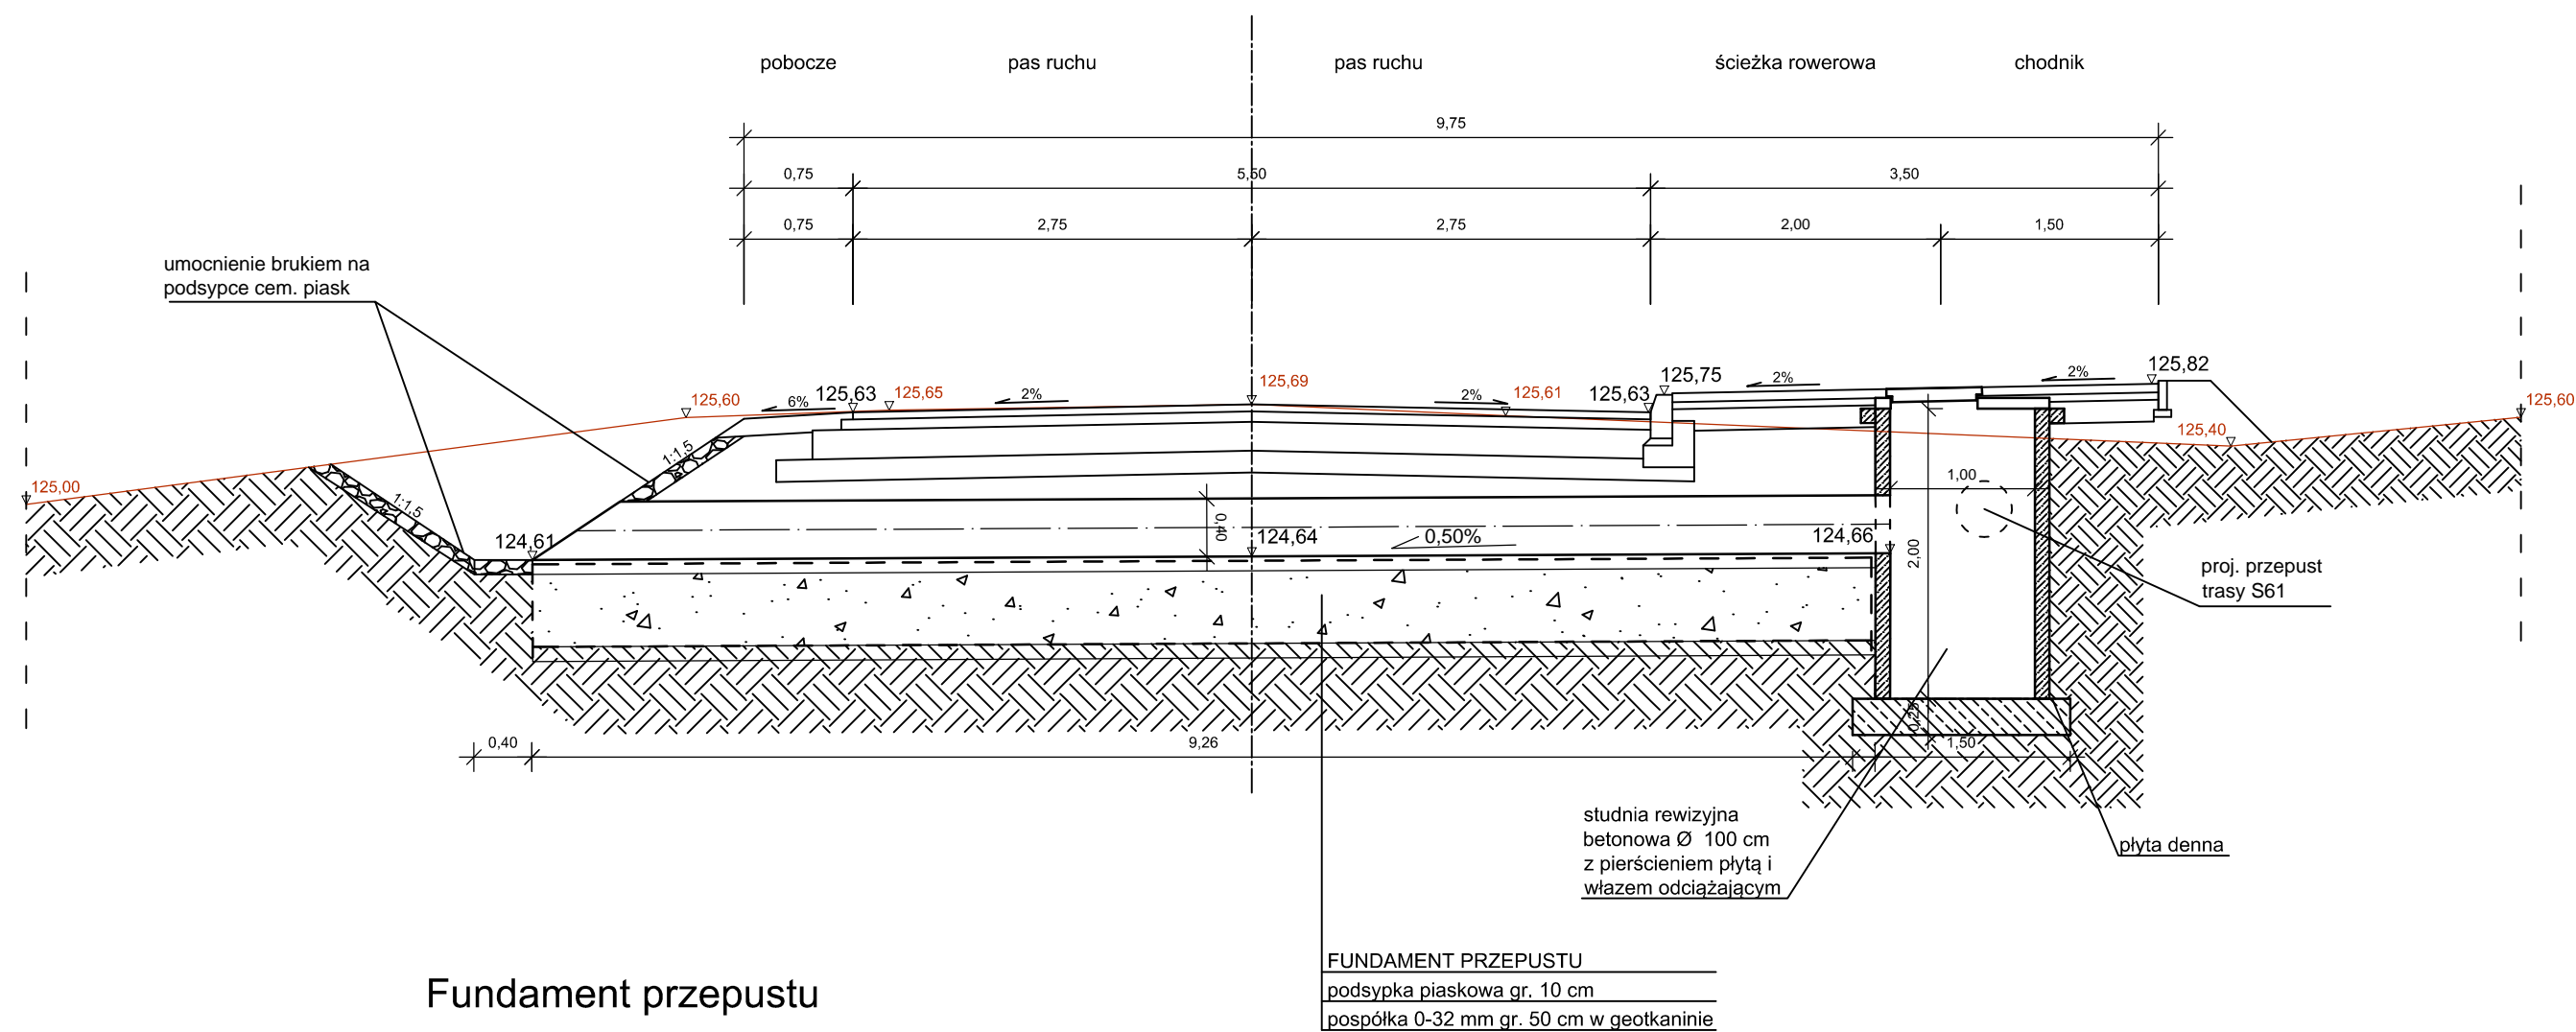 pobocze
pas ruchu
pas ruchu
ścieżka rowerowa
chodnik
9,75
0,75
5,50
3,50
0,75
2,75
2,75
2,00
1,50
umocnienie brukiem na
podsypce cem. piask
125,60
125,63
125,65
2%
6%
125,69
2%
125,61
125,63
125,75
2%
2%
125,82
125,60
125,40
125,00
1:1,5
1:1,5
1,00
0,40
124,61
124,64
0,50%
124,66
2,00
proj. przepust
trasy S61
0,25
0,40
9,26
1,50
studnia rewizyjna
betonowa Ø 100 cm
z pierścieniem płytą i
włazem odciążającym
płyta denna
Fundament przepustu
FUNDAMENT PRZEPUSTU
podsypka piaskowa gr. 10 cm
pospółka 0-32 mm gr. 50 cm w geotkaninie